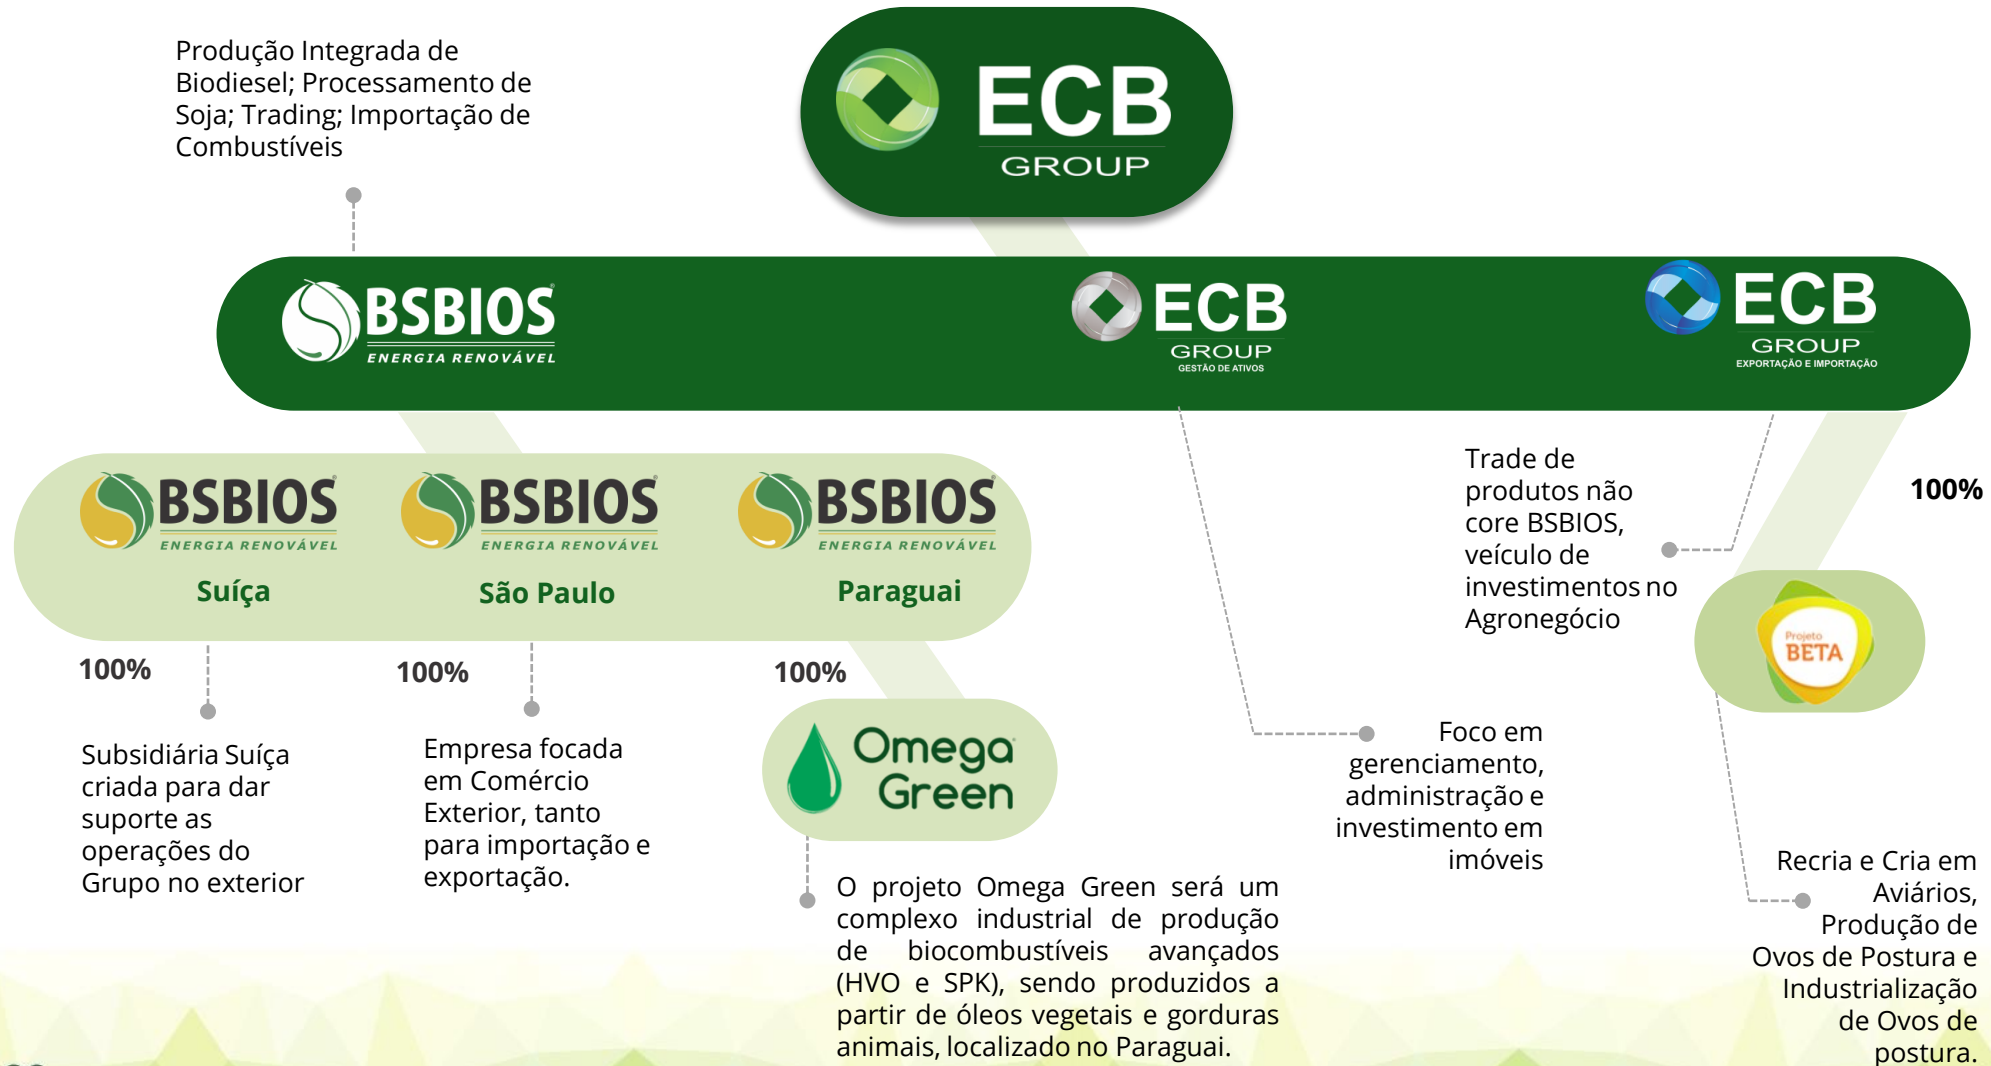 Produção Integrada de
Biodiesel; Processamento de
Soja; Trading; Importação de
Combustíveis
ECB
GROUP
BSBIOS
ENERGIA RENOVÁVEL
ECB
GROUP
GESTÃO DE ATIVOS
ECB
GROUP
EXPORTAÇÃO E IMPORTAÇÃO
BSBIOS
ENERGIA RENOVÁVEL
Suíça
BSBIOS
ENERGIA RENOVÁVEL
São Paulo
BSBIOS
ENERGIA RENOVÁVEL
Paraguai
100%
100%
100%
Subsidiária Suíça
criada para dar
suporte as
operações do
Grupo no exterior
Empresa focada
em Comércio
Exterior, tanto
para importação e
exportação.
Omega
Green
O projeto Omega Green será um
complexo industrial de produção
de biocombustíveis avançados
(HVO e SPK), sendo produzidos a
partir de óleos vegetais e gorduras
animais, localizado no Paraguai.
Foco em
gerenciamento,
administração e
investimento em
imóveis
Trade de
produtos não
core BSBIOS,
veículo de
investimentos no
Agronegócio
100%
Projeto
BETA
Recria e Cria em
Aviários,
Produção de
Ovos de Postura e
Industrialização
de Ovos de
postura.